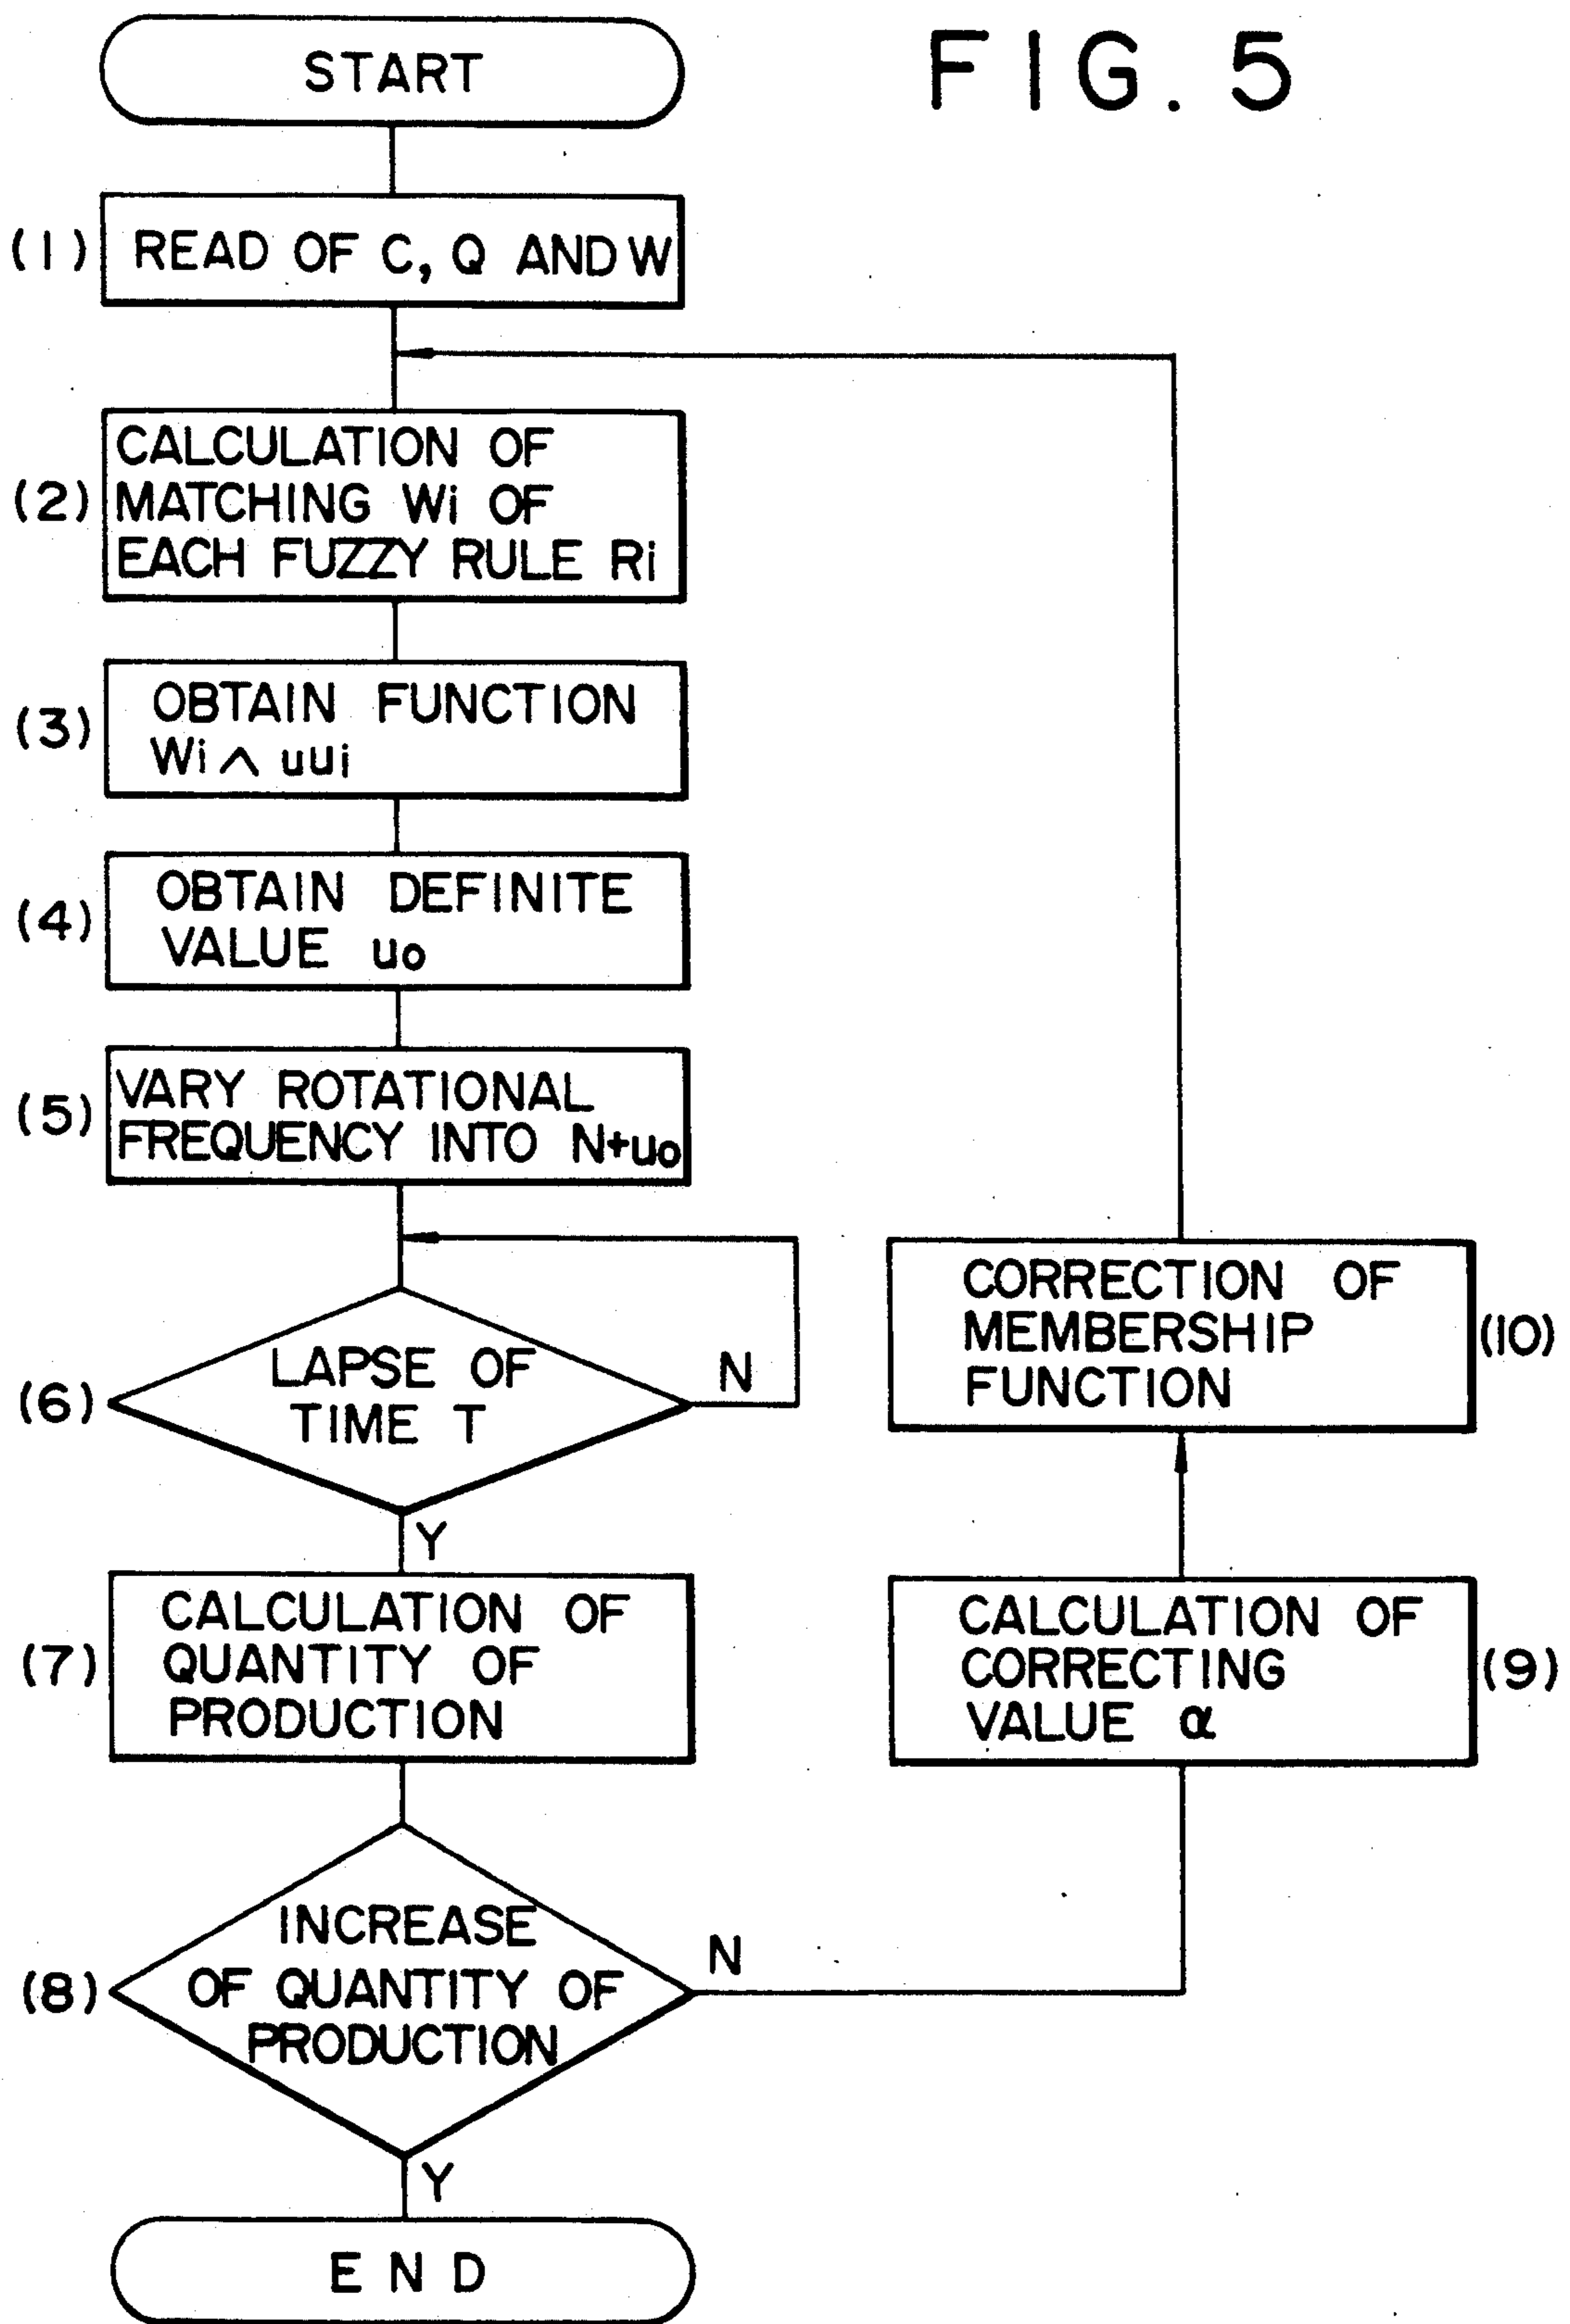 FIG. 5
START
(1) READ OF C, Q AND W
CALCULATION OF
(2) MATCHING Wi OF
EACH FUZZY RULE Ri
OBTAIN FUNCTION
(3)
Wi ∧ uui
OBTAIN DEFINITE
(4)
VALUE uo
VARY ROTATIONAL
(5)
FREQUENCY INTO N+uo
LAPSE OF
TIME T
(6)
N
Y
CALCULATION OF
(7) QUANTITY OF
PRODUCTION
INCREASE
(8) OF QUANTITY OF
PRODUCTION
N
Y
END
CALCULATION OF
CORRECTING (9)
VALUE α
CORRECTION OF
MEMBERSHIP (10)
FUNCTION